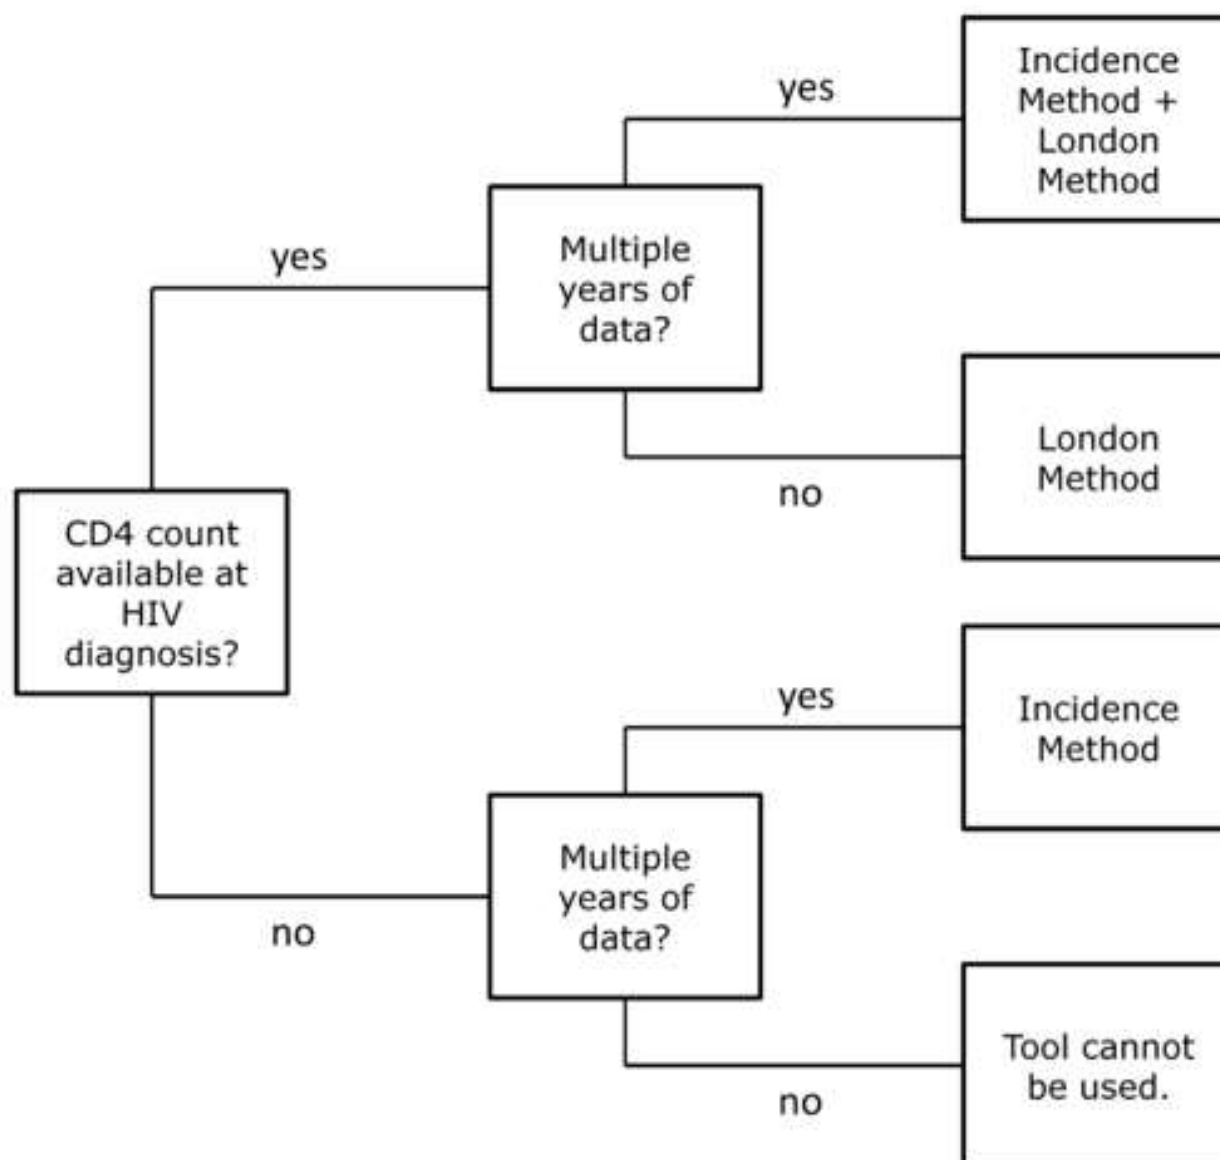 CD4 count
available at
HIV
diagnosis?
yes
no
Multiple
years of
data?
yes
no
Incidence
Method +
London
Method
London
Method
Multiple
years of
data?
yes
no
Incidence
Method
Tool cannot
be used.